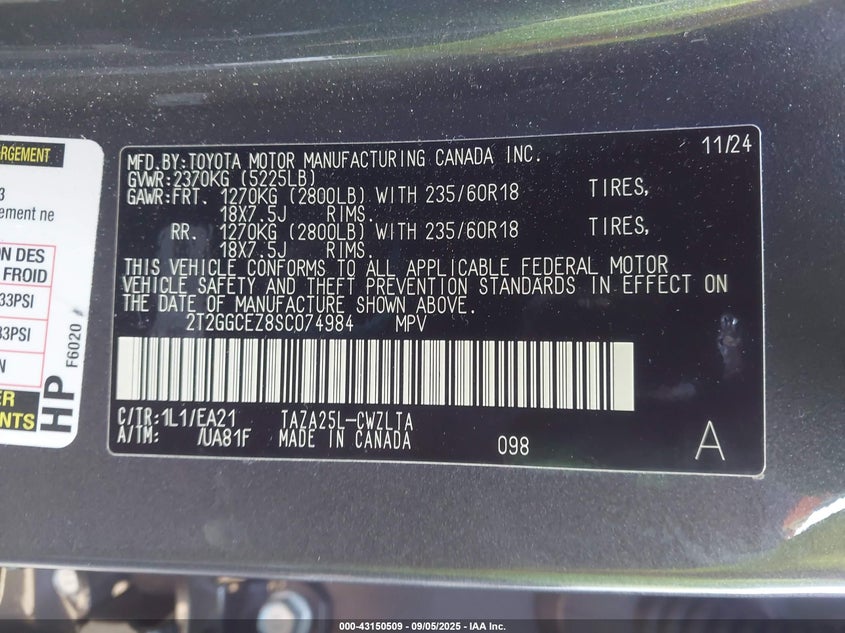 RGEMENT
3
ement ne
ON DES
FROID
33PSI
33PSI
N
ER
NTS
HP
F6020
MFD.BY:TOYOTA MOTOR MANUFACTURING CANADA INC. 11/24
GVWR:2370KG (5225LB)
GAWR:FRT. 1270KG (2800LB) WITH 235/60R18 TIRES,
18X7.5J RIMS.
RR. 1270KG (2800LB) WITH 235/60R18 TIRES,
18X7.5J RIMS.
THIS VEHICLE CONFORMS TO ALL APPLICABLE FEDERAL MOTOR
VEHICLE SAFETY AND THEFT PREVENTION STANDARDS IN EFFECT ON
THE DATE OF MANUFACTURE SHOWN ABOVE.
2T2GGCEZ8SC074984 MPV
C/TR:1L1/EA21 TAZA25L-CWZLTA
A/TM: /UA81F MADE IN CANADA 098 A
000-43150509 - 09/05/2025 - IAA Inc.